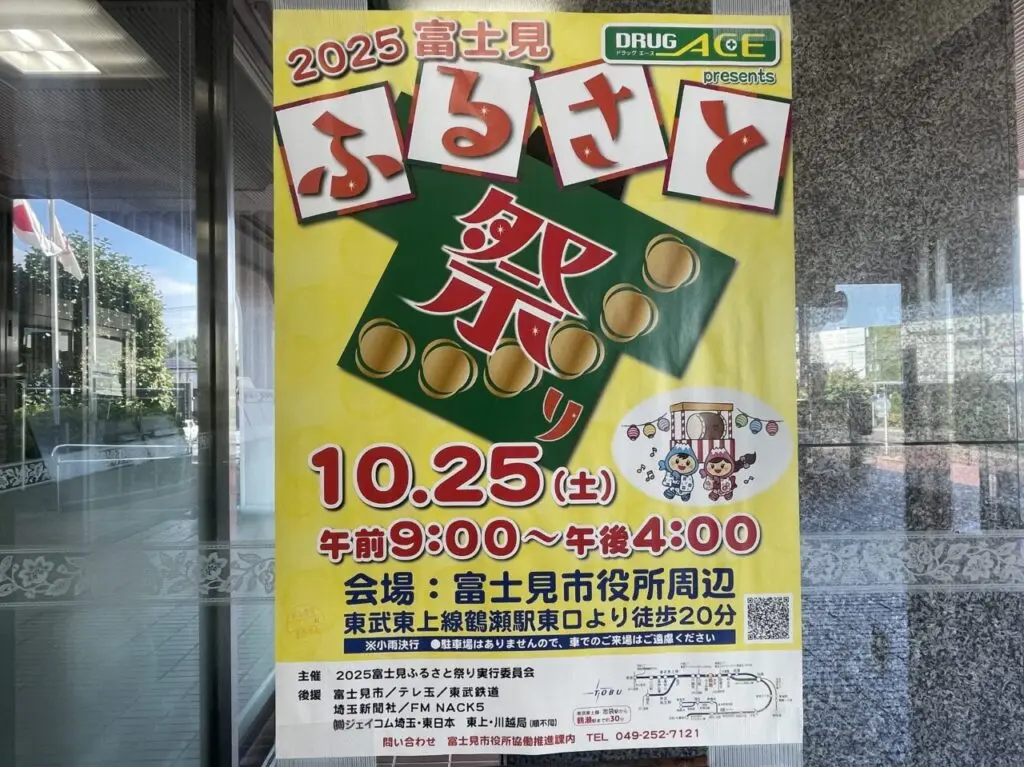 2025 富士見
DRUG ACE
ドラッグ エース
presents
ふるさと
祭り
10.25(土)
午前9:00〜午後4:00
会場：富士見市役所周辺
東武東上線鶴瀬駅東口より徒歩20分
※小雨決行 ●駐車場はありませんので、車でのご来場はご遠慮ください
主催 2025富士見ふるさと祭り実行委員会
後援 富士見市／テレ玉／東武鉄道
埼玉新聞社／FM NACK5
㈱ジェイコム埼玉・東日本 東上・川越局(順不同)
TOBU
問い合わせ 富士見市役所協働推進課内 TEL 049-252-7121